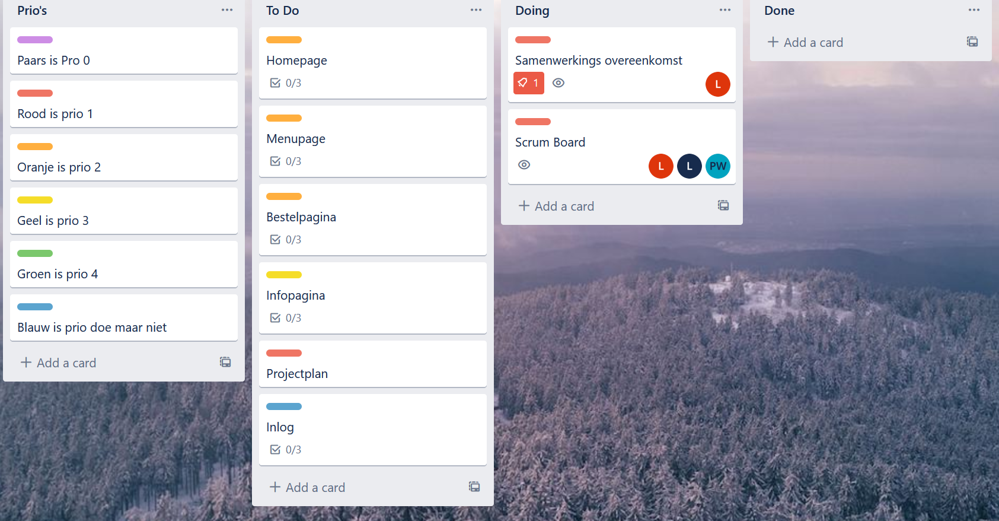 Prio's
Paars is Pro 0
Rood is prio 1
Oranje is prio 2
Geel is prio 3
Groen is prio 4
Blauw is prio doe maar niet
Add a card
To Do
Homepage
0/3
Menupage
0/3
Bestelpagina
0/3
Infopagina
0/3
Projectplan
Inlog
0/3
Add a card
Doing
Samenwerkings overeenkomst
1 L
Scrum Board
L L PW
Add a card
Done
Add a card